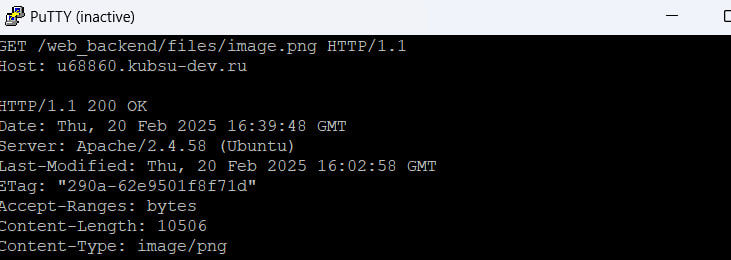 PuTTY (inactive)
GET /web_backend/files/image.png HTTP/1.1
Host: u68860.kubsu-dev.ru
HTTP/1.1 200 OK
Date: Thu, 20 Feb 2025 16:39:48 GMT
Server: Apache/2.4.58 (Ubuntu)
Last-Modified: Thu, 20 Feb 2025 16:02:58 GMT
ETag: "290a-62e9501f8f71d"
Accept-Ranges: bytes
Content-Length: 10506
Content-Type: image/png